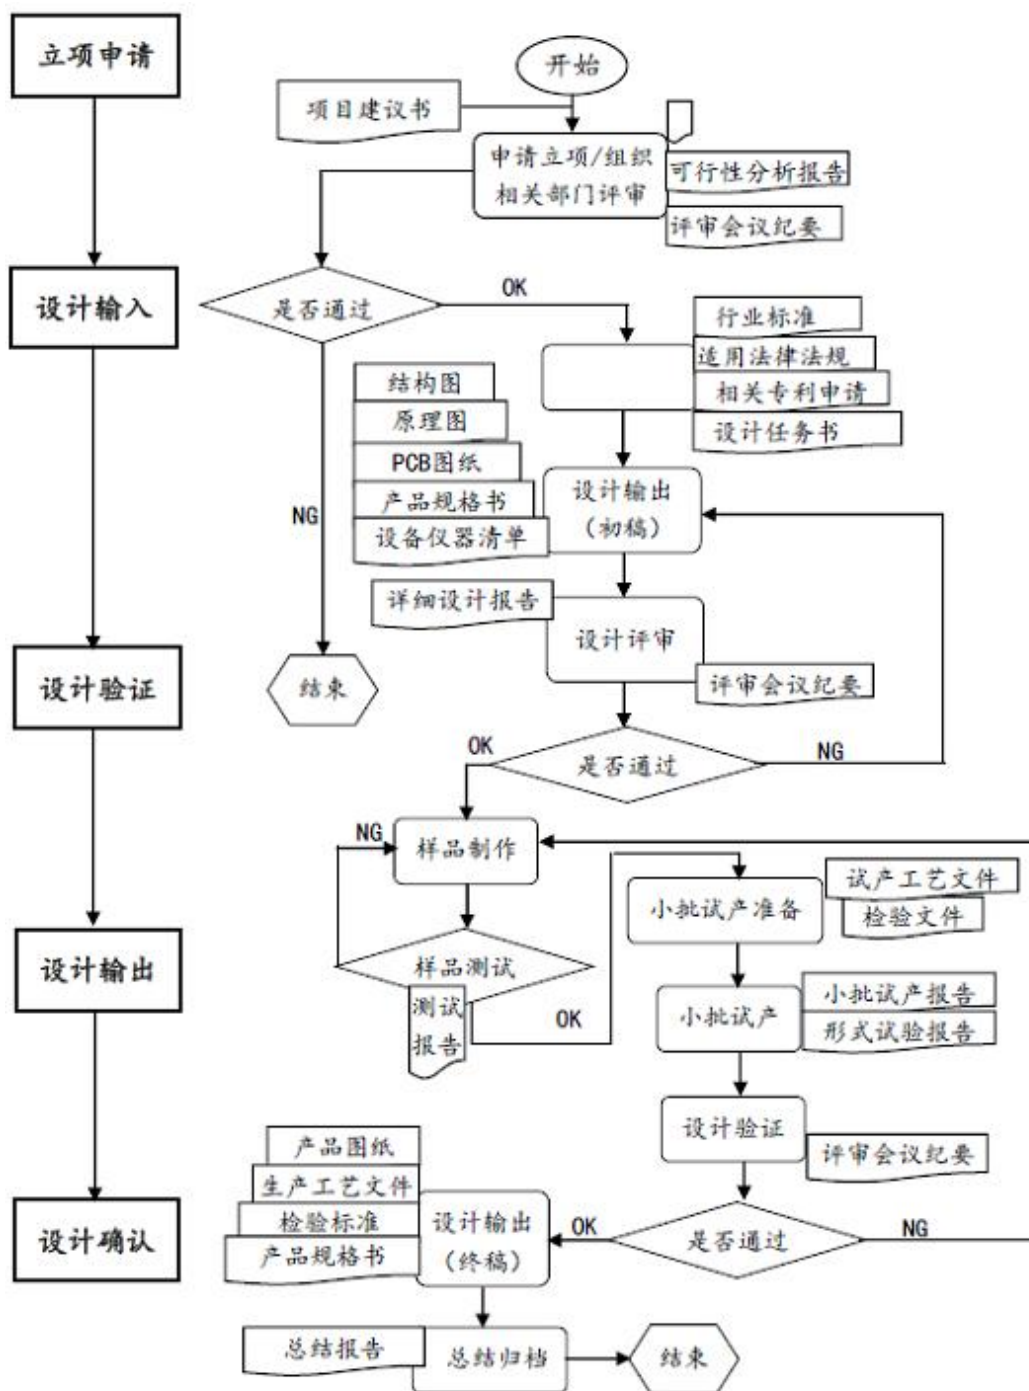 立项申请
开始
项目建议书
申请立项/组织
相关部门评审
可行性分析报告
评审会议纪要
设计输入
是否通过
OK
行业标准
适用法律法规
相关专利申请
设计任务书
结构图
原理图
PCB图纸
产品规格书
设备仪器清单
NG
设计输出
(初稿)
详细设计报告
设计评审
评审会议纪要
设计验证
结束
OK
是否通过
NG
NG
样品制作
小批试产准备
试产工艺文件
检验文件
设计输出
样品测试
测试
报告
OK
小批试产
小批试产报告
形式试验报告
设计验证
评审会议纪要
产品图纸
生产工艺文件
检验标准
产品规格书
设计确认
设计输出
(终稿)
OK
是否通过
NG
总结报告
总结归档
结束